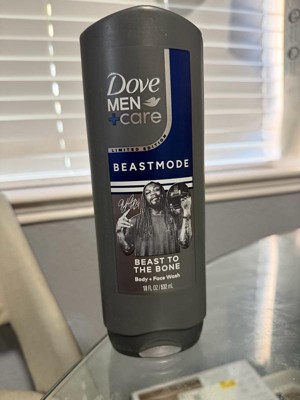 Dove
MEN
+care
LIMITED EDITION
BEASTMODE
BEAST TO
THE BONE
Body + Face Wash
18 FL OZ / 532 mL